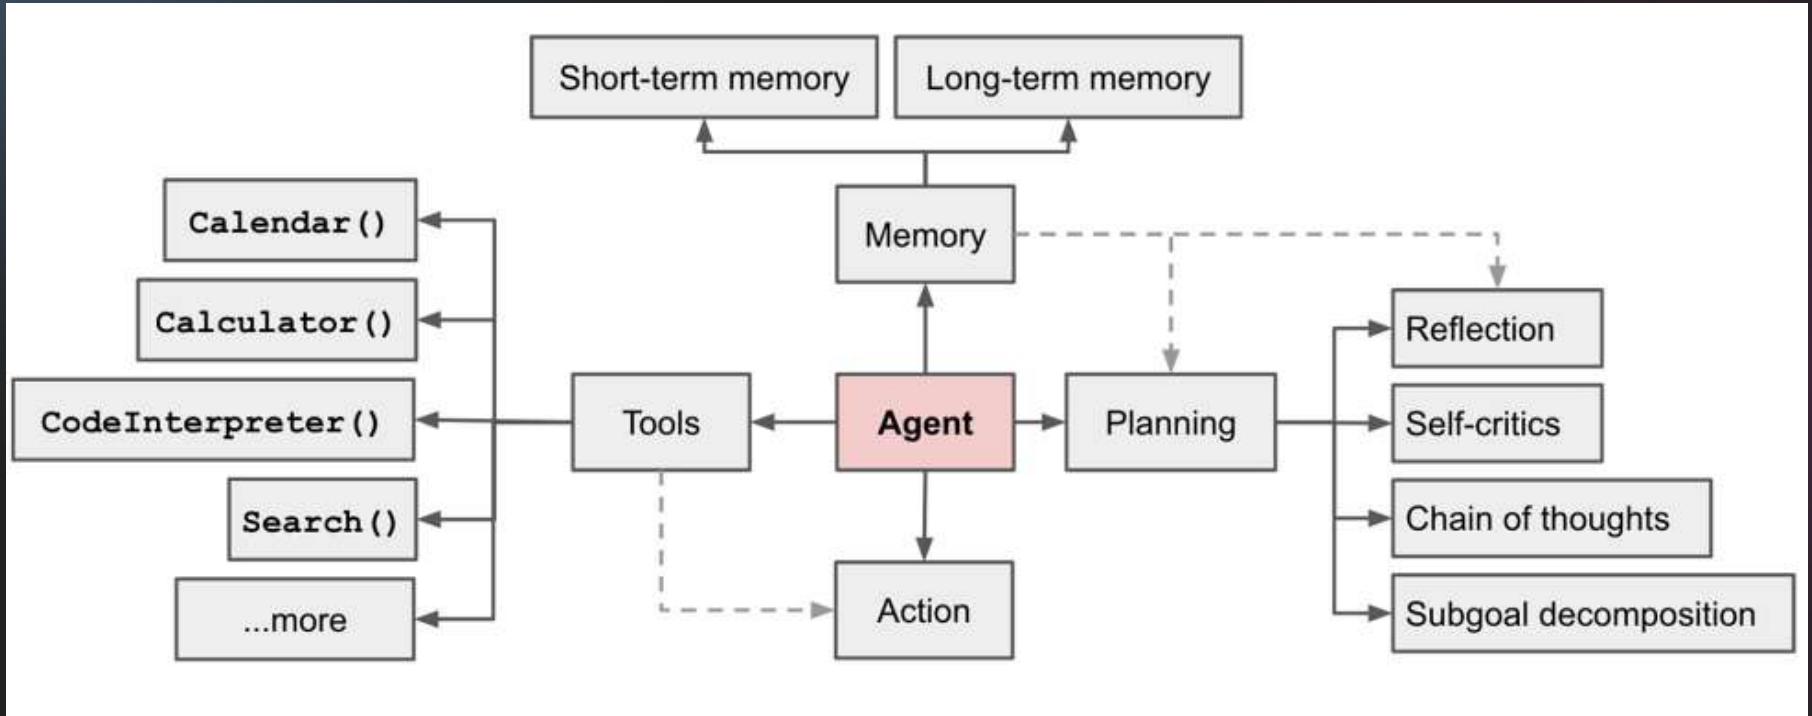 Short-term memory
Long-term memory
Calendar()
Memory
Calculator()
Reflection
CodeInterpreter()
Tools
Agent
Planning
Self-critics
Search()
Chain of thoughts
...more
Action
Subgoal decomposition